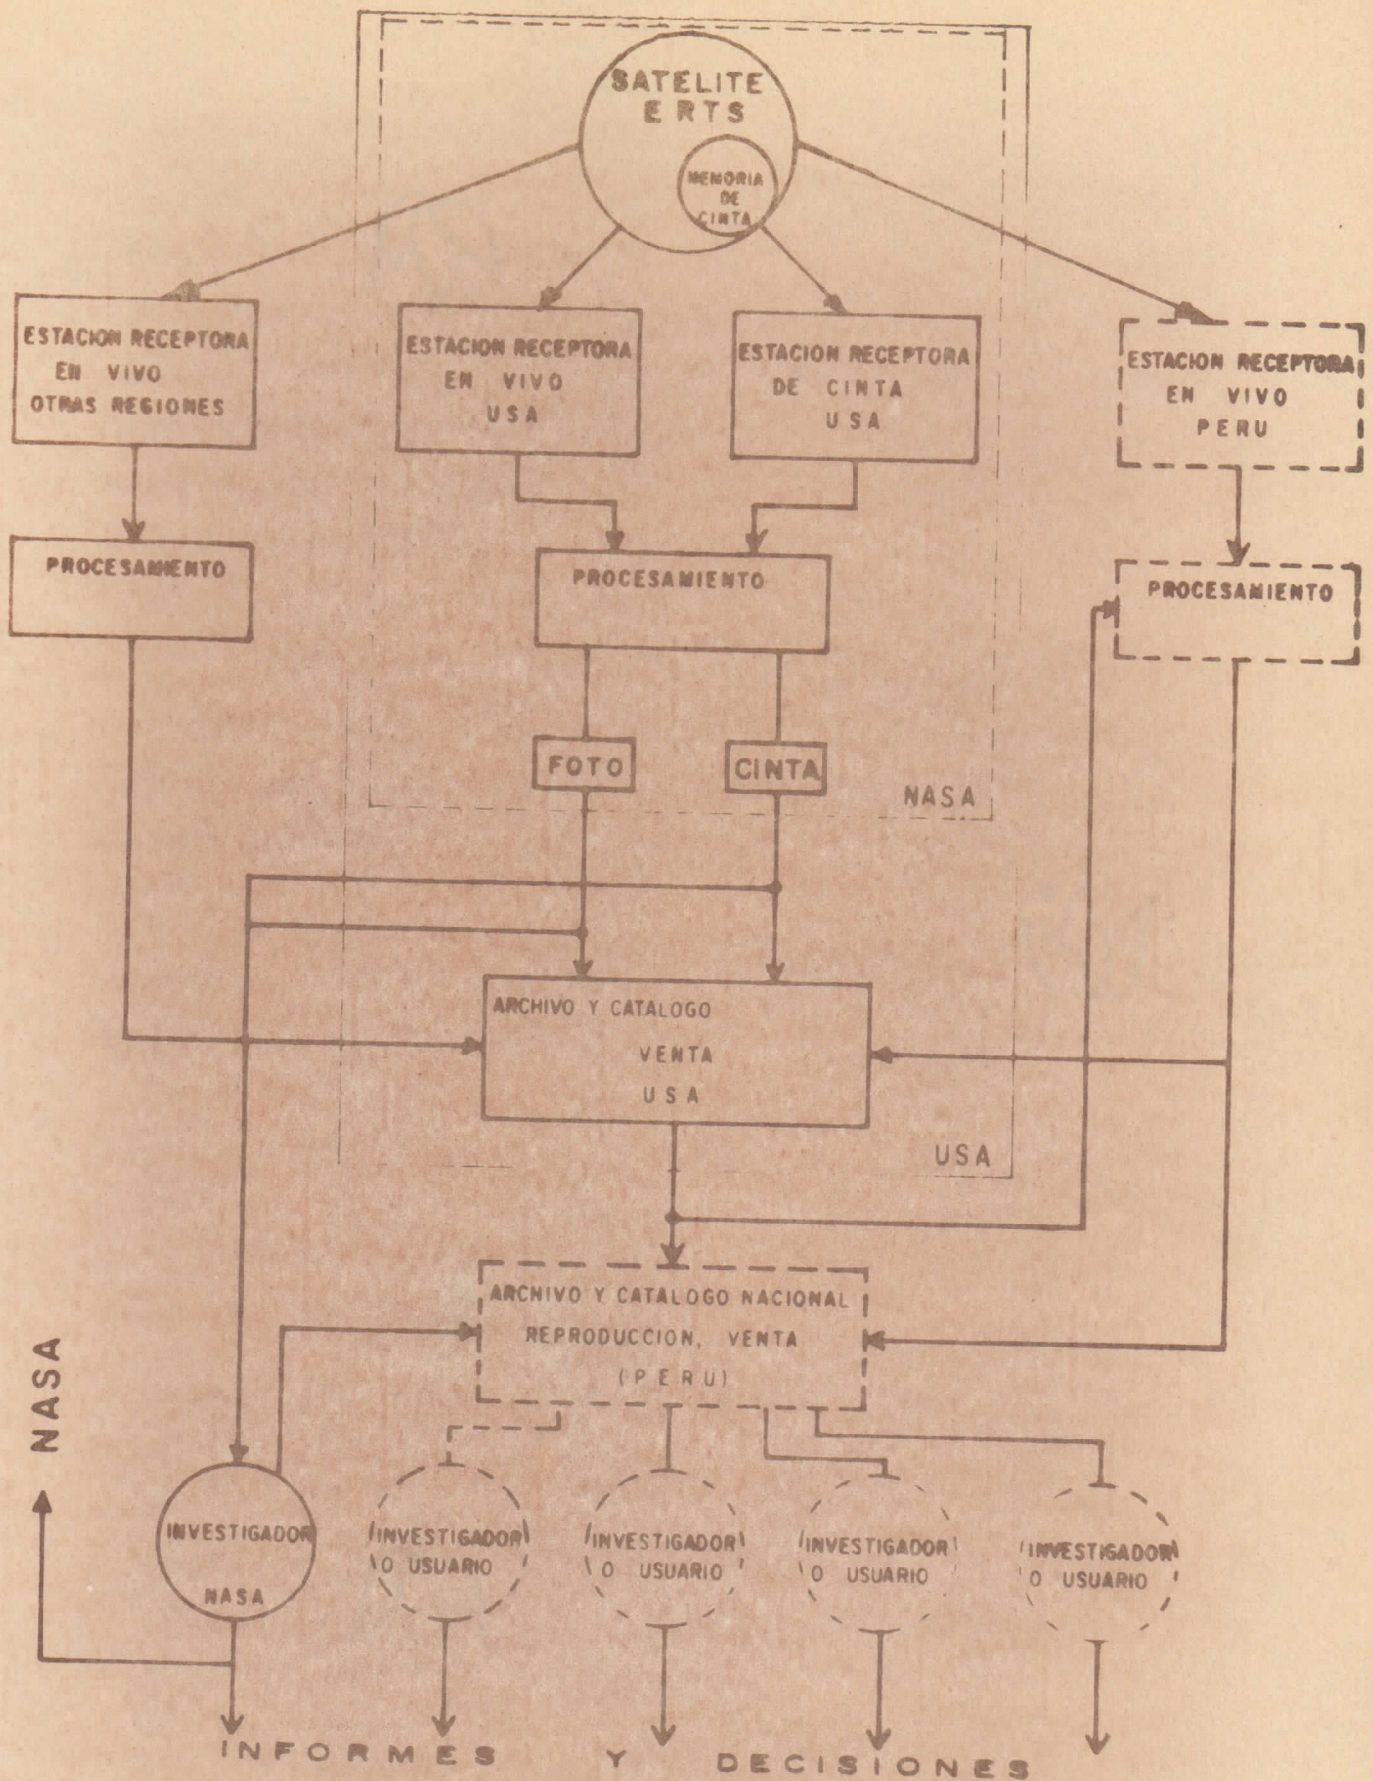 SATELITE
ERTS
MEMORIA
DE
CINTA
ESTACION RECEPTORA
EN VIVO
OTRAS REGIONES
ESTACION RECEPTORA
EN VIVO
USA
ESTACION RECEPTORA
DE CINTA
USA
ESTACION RECEPTORA
EN VIVO
PERU
PROCESAMIENTO
PROCESAMIENTO
PROCESAMIENTO
FOTO
CINTA
NASA
ARCHIVO Y CATALOGO
VENTA
USA
USA
ARCHIVO Y CATALOGO NACIONAL
REPRODUCCION, VENTA
(PERU)
NASA
INVESTIGADOR
NASA
INVESTIGADOR
O USUARIO
INVESTIGADOR
O USUARIO
INVESTIGADOR
O USUARIO
INVESTIGADOR
O USUARIO
INFORMES Y DECISIONES